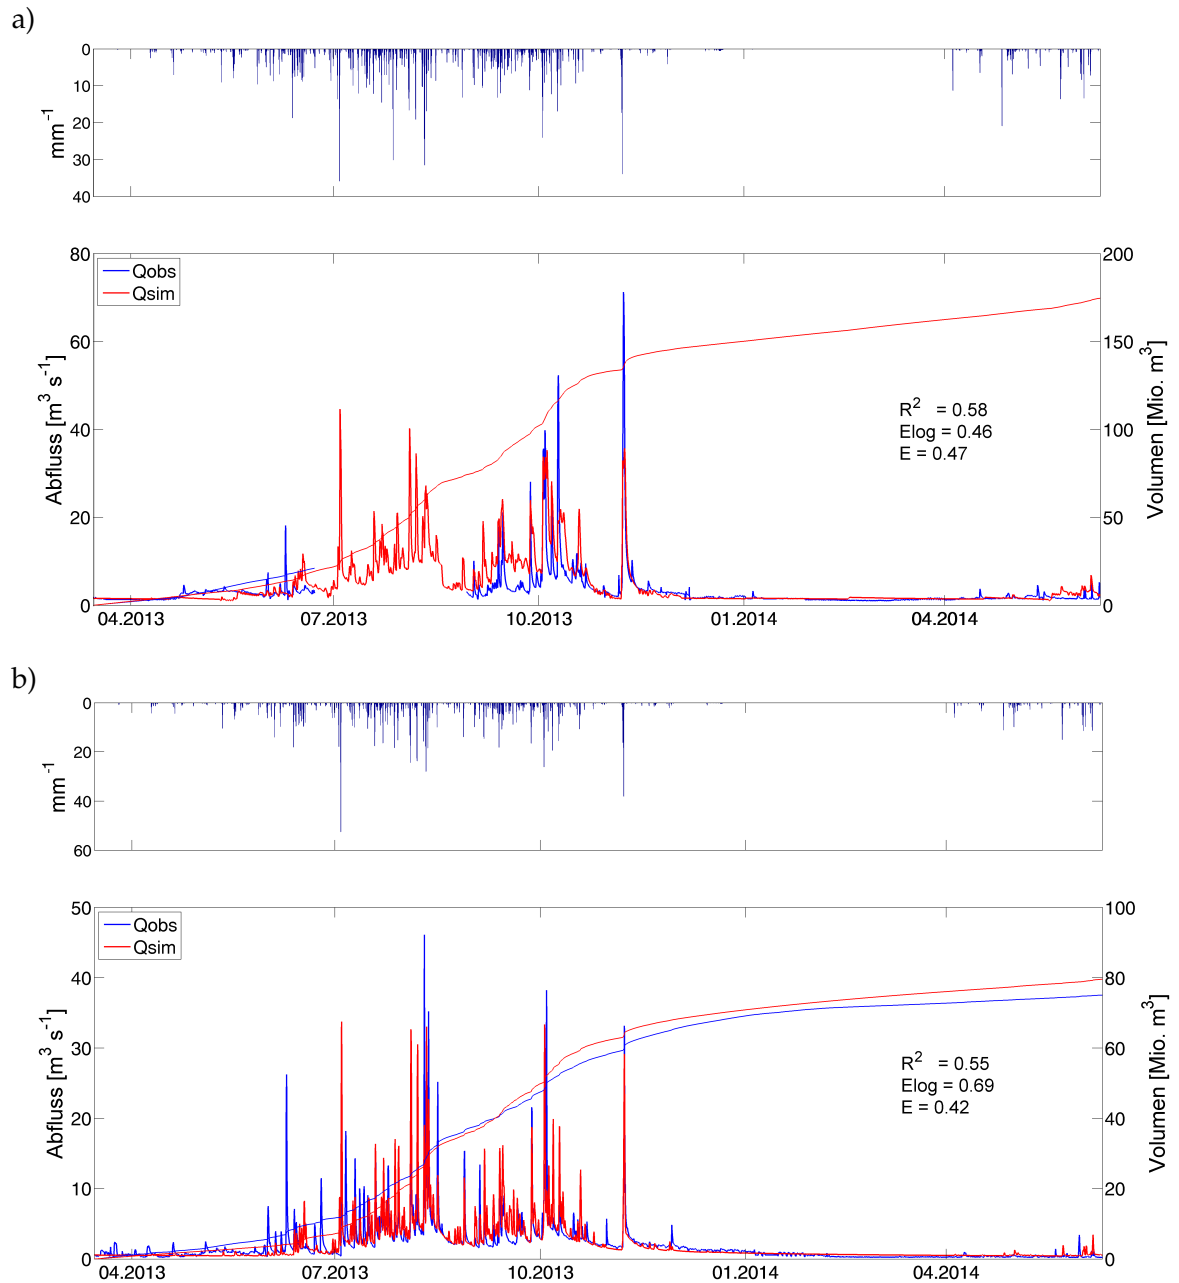 a)
0
10
20
30
40
mm⁻¹
80
60
40
20
0
200
150
100
50
0
Qobs
Qsim
Abfluss [m³ s⁻¹]
Volumen [Mio. m³]
R² = 0.58
Elog = 0.46
E = 0.47
04.2013 07.2013 10.2013 01.2014 04.2014
b)
0
20
40
60
mm⁻¹
50
40
30
20
10
0
100
80
60
40
20
0
Qobs
Qsim
Abfluss [m³ s⁻¹]
Volumen [Mio. m³]
R² = 0.55
Elog = 0.69
E = 0.42
04.2013 07.2013 10.2013 01.2014 04.2014